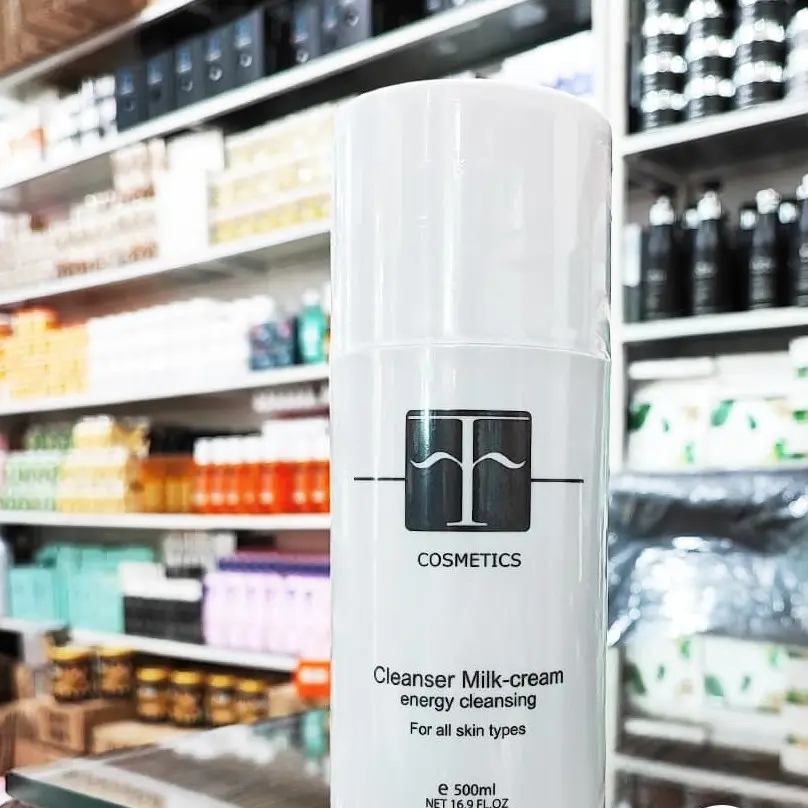 COSMETICS
Cleanser Milk-cream
energy cleansing
For all skin types
e 500ml
NET 16.9 FL.OZ